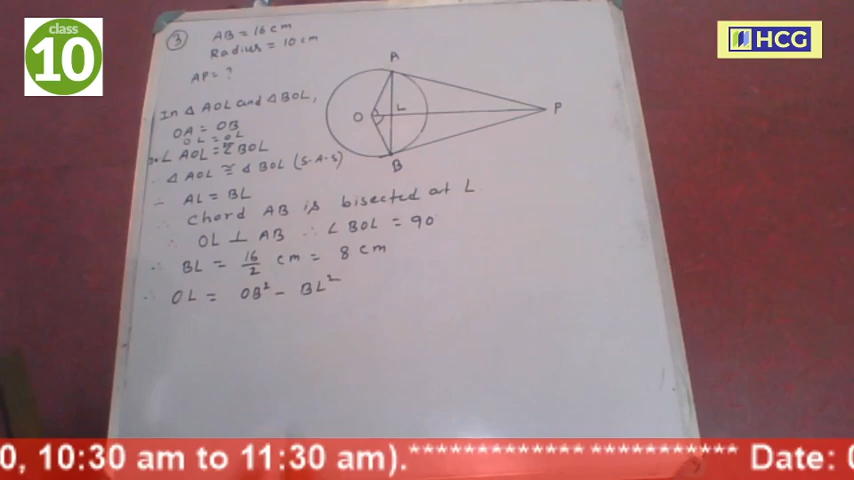 class
10
HCG
3 AB = 16 cm
Radius = 10 cm
AP = ?
A
O L P
B
In Δ AOL and Δ BOL,
OA = OB
OL = OL
∠ AOL = ∠ BOL
∴ Δ AOL ≅ Δ BOL (S-A-S)
∴ AL = BL
∴ Chord AB is bisected at L
∴ OL ⊥ AB ∴ ∠ BOL = 90
∴ BL = 16/2 cm = 8 cm
∴ OL = OB² - BL²
0, 10:30 am to 11:30 am).***************** *************** Date: 0